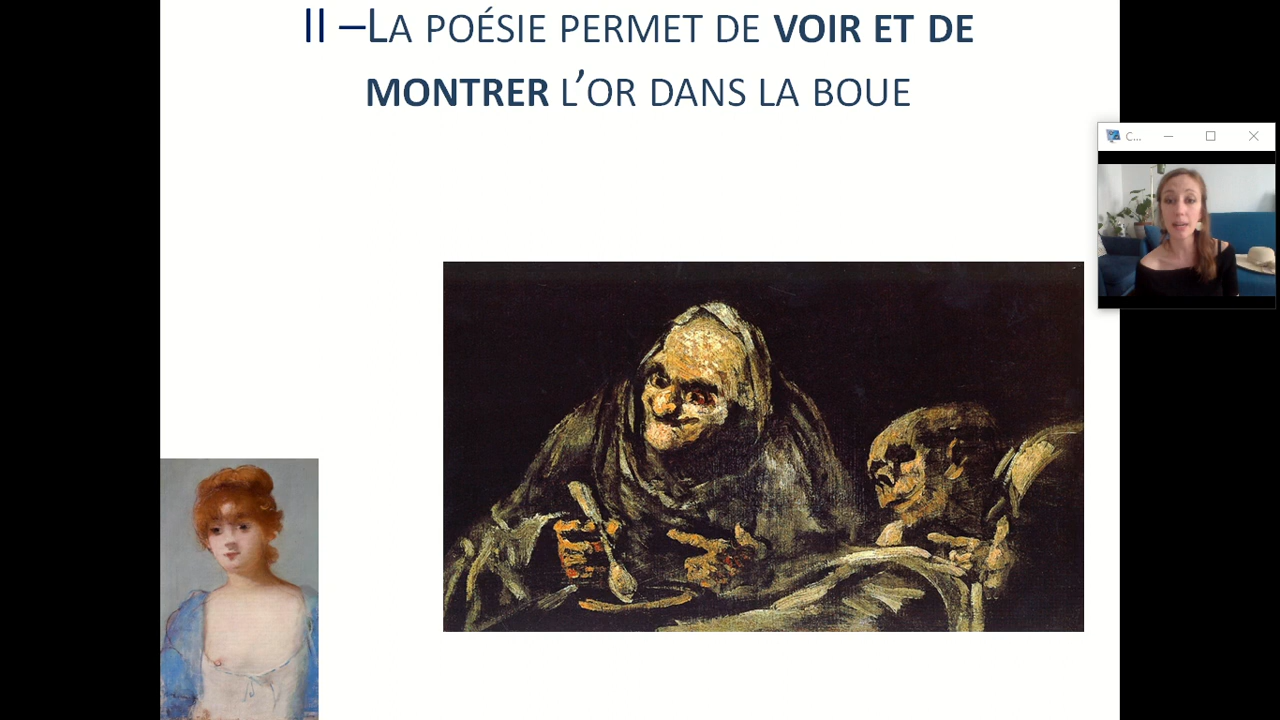 II –LA POÉSIE PERMET DE VOIR ET DE
MONTRER L’OR DANS LA BOUE
C...